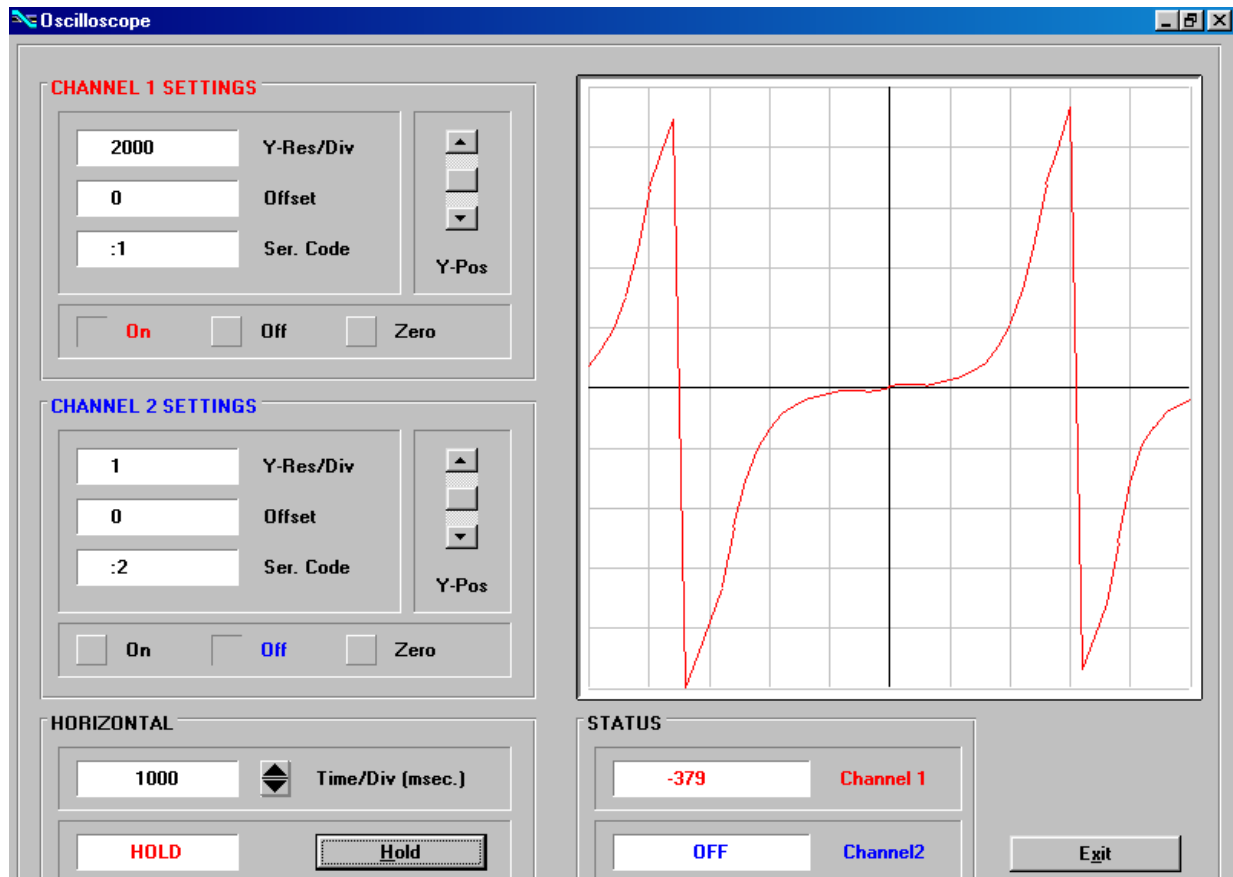 Oscilloscope
CHANNEL 1 SETTINGS
2000 Y-Res/Div
0 Offset
:1 Ser. Code
Y-Pos
On Off Zero
CHANNEL 2 SETTINGS
1 Y-Res/Div
0 Offset
:2 Ser. Code
Y-Pos
On Off Zero
HORIZONTAL
1000 Time/Div (msec.)
HOLD Hold
STATUS
-379 Channel 1
OFF Channel2
Exit